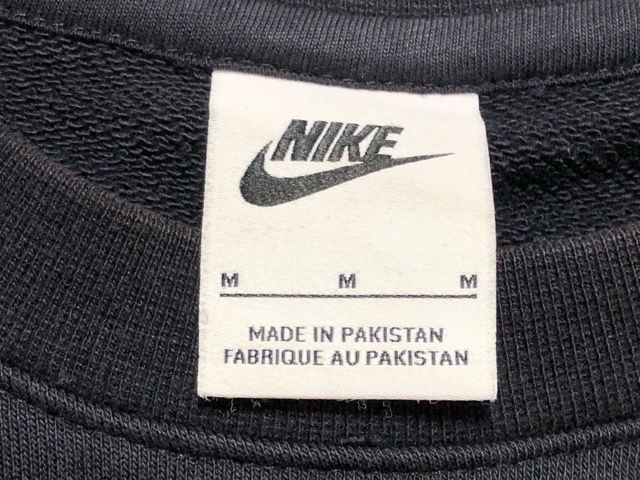 NIKE
M M M
MADE IN PAKISTAN
FABRIQUE AU PAKISTAN